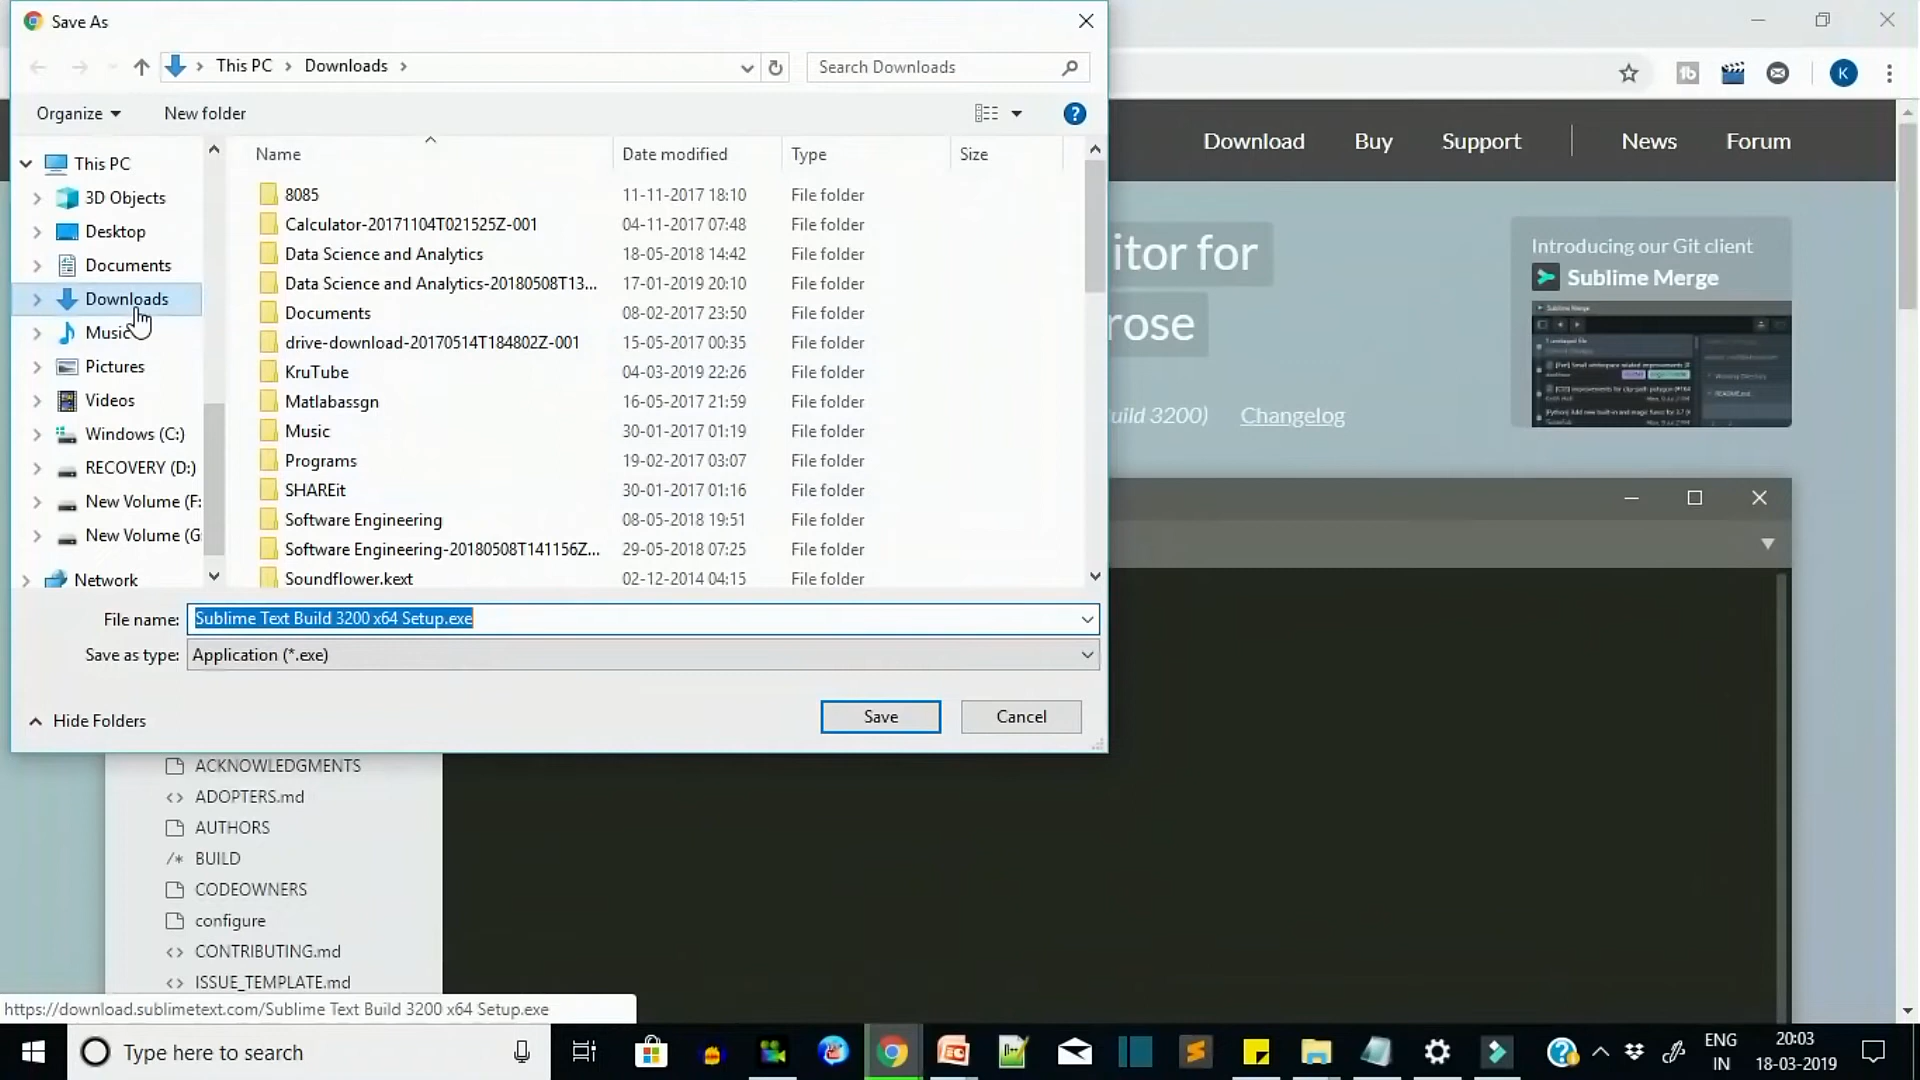 Save As
This PC
Downloads
Search Downloads
Organize
New folder
Name
Date modified
Type
Size
This PC
3D Objects
Desktop
Documents
Downloads
Music
Pictures
Videos
Windows (C:)
RECOVERY (D:)
New Volume (F:
New Volume (G
Network
8085 11-11-2017 18:10 File folder
Calculator-20171104T021525Z-001 04-11-2017 07:48 File folder
Data Science and Analytics 18-05-2018 14:42 File folder
Data Science and Analytics-20180508T13... 17-01-2019 20:10 File folder
Documents 08-02-2017 23:50 File folder
drive-download-20170514T184802Z-001 15-05-2017 00:35 File folder
KruTube 04-03-2019 22:26 File folder
Matlabassgn 16-05-2017 21:59 File folder
Music 30-01-2017 01:19 File folder
Programs 19-02-2017 03:07 File folder
SHAREit 30-01-2017 01:16 File folder
Software Engineering 08-05-2018 19:51 File folder
Software Engineering-20180508T141156Z... 29-05-2018 07:25 File folder
Soundflower.kext 02-12-2014 04:15 File folder
File name: Sublime Text Build 3200 x64 Setup.exe
Save as type: Application (*.exe)
Hide Folders
Save
Cancel
K
Download Buy Support News Forum
itor for
rose
uild 3200) Changelog
Introducing our Git client
Sublime Merge
Sublime Merge
ACKNOWLEDGMENTS
ADOPTERS.md
AUTHORS
/* BUILD
CODEOWNERS
configure
<> CONTRIBUTING.md
<> ISSUE_TEMPLATE.md
https://download.sublimetext.com/Sublime Text Build 3200 x64 Setup.exe
Type here to search
ENG
IN
20:03
18-03-2019